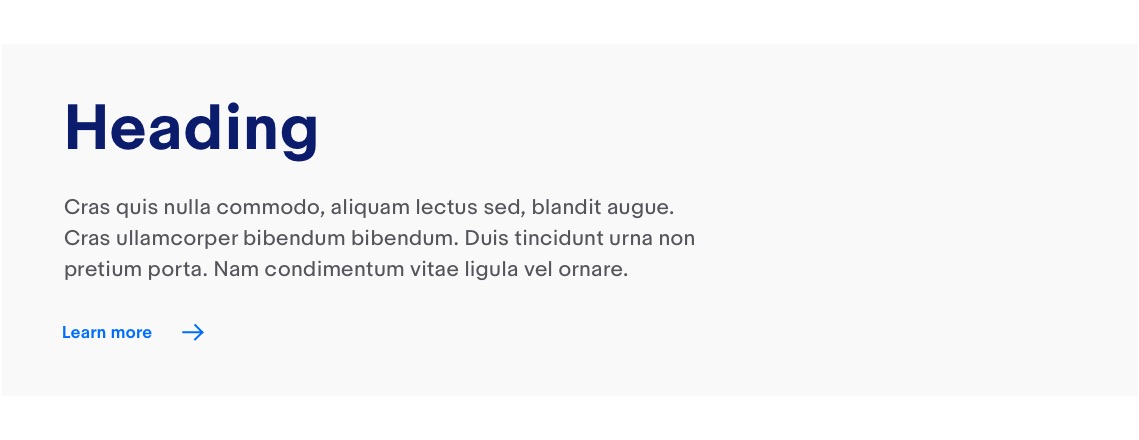 Heading
Cras quis nulla commodo, aliquam lectus sed, blandit augue.
Cras ullamcorper bibendum bibendum. Duis tincidunt urna non
pretium porta. Nam condimentum vitae ligula vel ornare.
Learn more